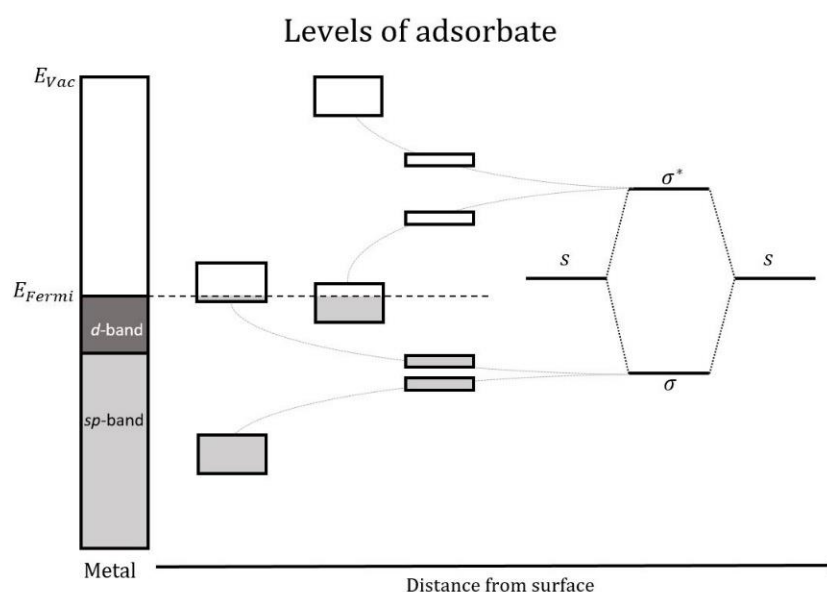 Levels of adsorbate
E_Vac
σ*
s
s
E_Fermi
d-band
σ
sp-band
Metal
Distance from surface